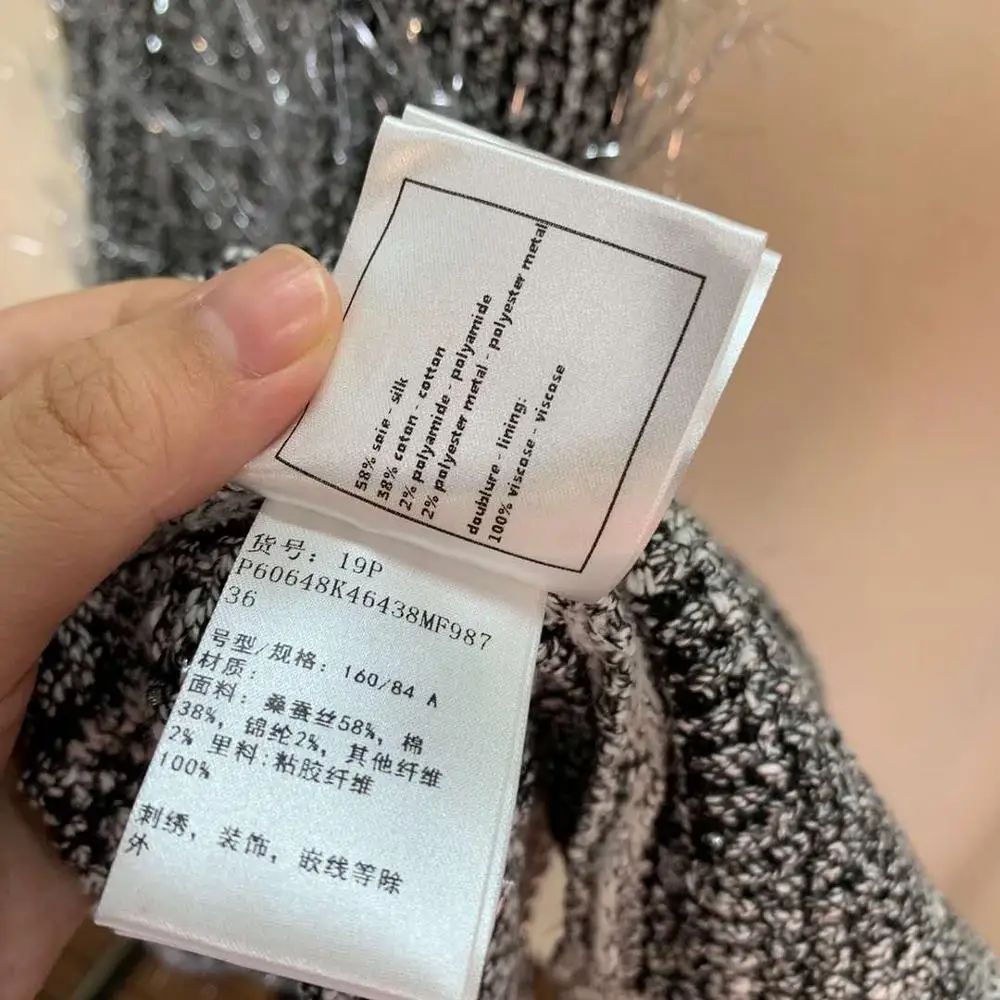 58% soie - silk
38% coton - cotton
2% polyamide - polyamide
2% polyester metal - polyester metal
doublure - lining:
100% viscose - viscose
货号: 19P
P60648K46438MF987
36
号型/规格: 160/84 A
材质:
面料: 桑蚕丝58%, 棉
38%, 锦纶2%, 其他纤维
2% 里料:粘胶纤维
100%
刺绣, 装饰, 嵌线等除
外